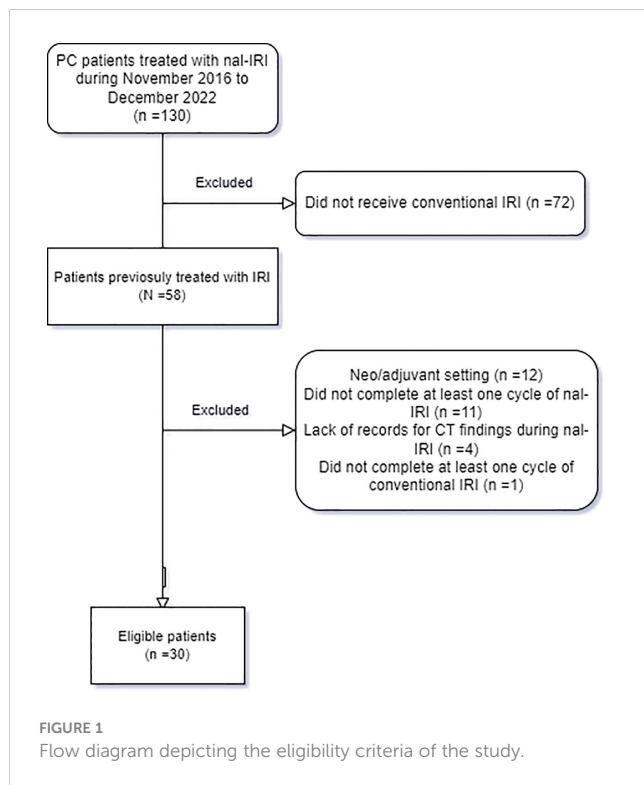 PC patients treated with nal-IRI
during November 2016 to
December 2022
(n =130)
Excluded
Did not receive conventional IRI (n =72)
Patients previosuly treated with IRI
(N =58)
Excluded
Neo/adjuvant setting (n =12)
Did not complete at least one cycle of nal-
IRI (n =11)
Lack of records for CT findings during nal-
IRI (n =4)
Did not complete at least one cycle of
conventional IRI (n =1)
Eligible patients
(n =30)
FIGURE 1
Flow diagram depicting the eligibility criteria of the study.